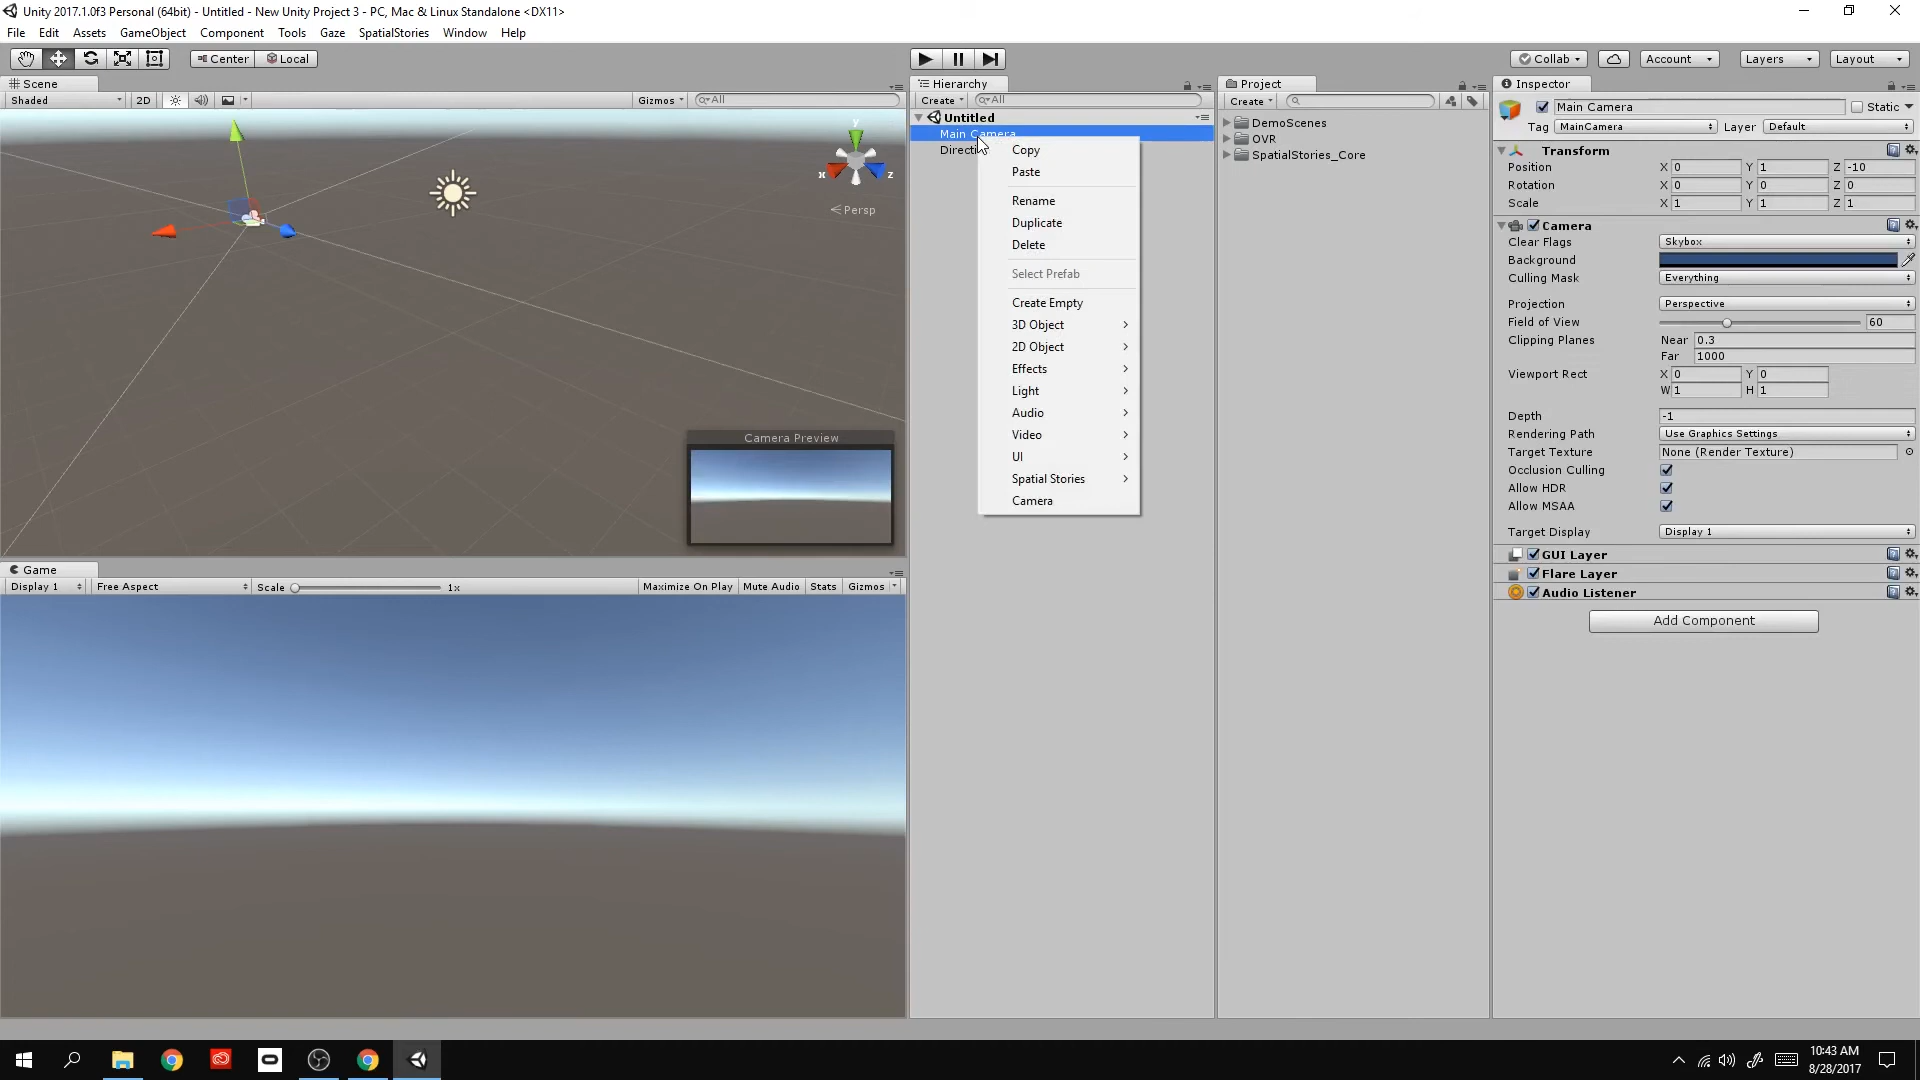 Unity 2017.1.0f3 Personal (64bit) - Untitled - New Unity Project 3 - PC, Mac & Linux Standalone <DX11>
File Edit Assets GameObject Component Tools Gaze SpatialStories Window Help
Center Local
Collab Account Layers Layout
Scene
Shaded 2D Gizmos All
y
x z
Persp
Camera Preview
Game
Display 1 Free Aspect Scale 1x Maximize On Play Mute Audio Stats Gizmos
Hierarchy
Create All
Untitled
Main Camera
Copy
Paste
Rename
Duplicate
Delete
Select Prefab
Create Empty
3D Object
2D Object
Effects
Light
Audio
Video
UI
Spatial Stories
Camera
Project
Create
DemoScenes
OVR
SpatialStories_Core
Inspector
Main Camera Static
Tag MainCamera Layer Default
Transform
Position X 0 Y 1 Z -10
Rotation X 0 Y 0 Z 0
Scale X 1 Y 1 Z 1
Camera
Clear Flags Skybox
Background
Culling Mask Everything
Projection Perspective
Field of View 60
Clipping Planes Near 0.3
Far 1000
Viewport Rect X 0 Y 0
W 1 H 1
Depth -1
Rendering Path Use Graphics Settings
Target Texture None (Render Texture)
Occlusion Culling
Allow HDR
Allow MSAA
Target Display Display 1
GUI Layer
Flare Layer
Audio Listener
Add Component
10:43 AM
8/28/2017